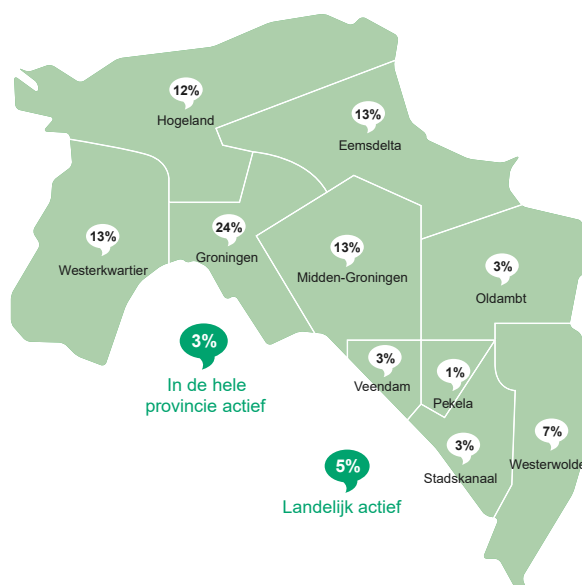 12%
Hogeland
13%
Eemsdelta
13%
Westerkwartier
24%
Groningen
13%
Midden-Groningen
3%
Oldambt
3%
In de hele
provincie actief
3%
Veendam
1%
Pekela
3%
Stadskanaal
7%
Westerwolde
5%
Landelijk actief